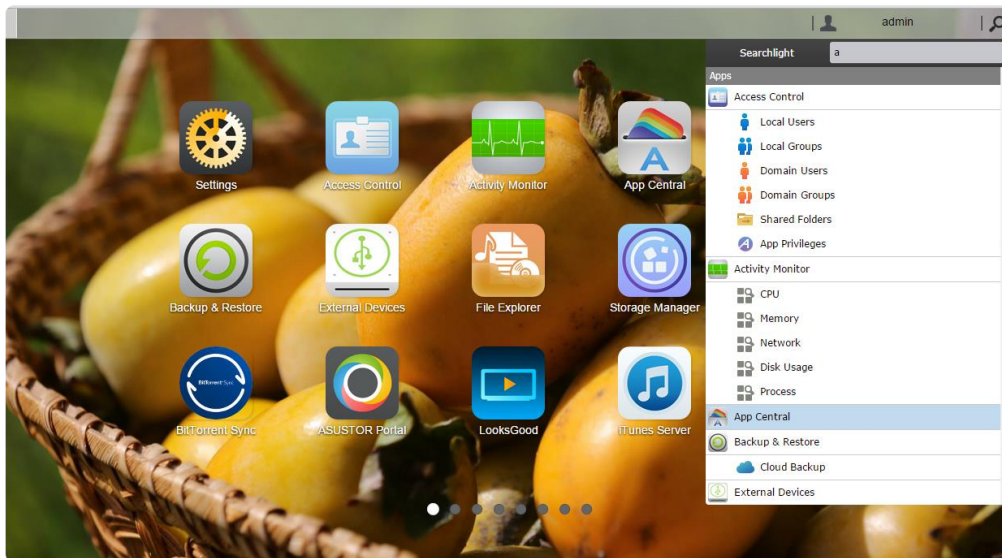 admin
Searchlight a
Apps
Access Control
Local Users
Local Groups
Domain Users
Domain Groups
Shared Folders
App Privileges
Activity Monitor
CPU
Memory
Network
Disk Usage
Process
App Central
Backup & Restore
Cloud Backup
External Devices
Settings Access Control Activity Monitor App Central
A
Backup & Restore External Devices File Explorer Storage Manager
BitTorrent Sync
BitTorrent Sync ASUSTOR Portal LooksGood iTunes Server